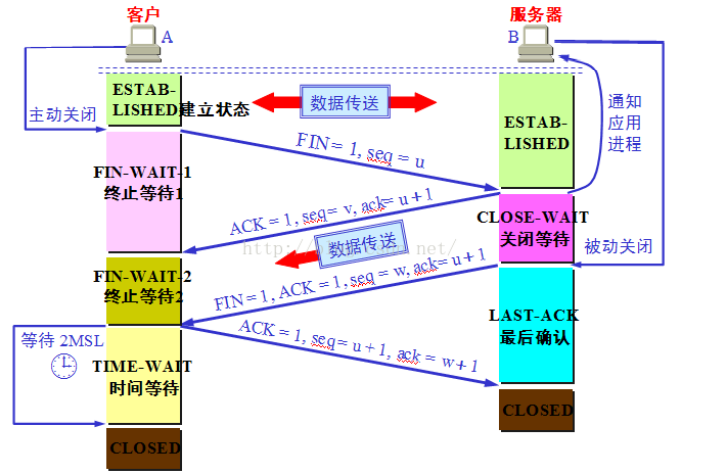 客户
服务器
A
B
ESTAB-
LISHED建立状态
数据传送
ESTAB-
LISHED
通知
应用
进程
主动关闭
FIN= 1, seq = u
FIN-WAIT-1
终止等待1
ACK = 1, seq= v, ack= u+1
CLOSE-WAIT
关闭等待
数据传送
被动关闭
FIN-WAIT-2
终止等待2
FIN=1, ACK = 1, seq = w, ack= u+1
LAST-ACK
最后确认
等待 2MSL
ACK = 1, seq= u+1, ack = w+1
TIME-WAIT
时间等待
CLOSED
CLOSED